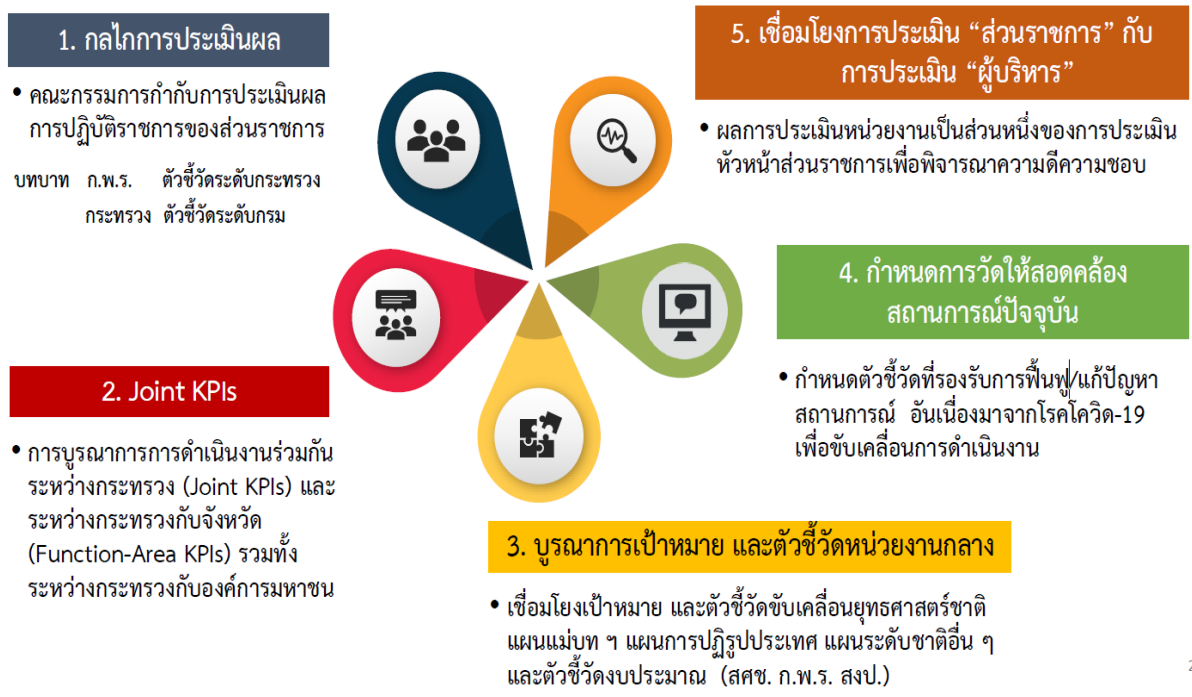 1. กลไกการประเมินผล
• คณะกรรมการกำกับการประเมินผล
การปฏิบัติราชการของส่วนราชการ
บทบาท ก.พ.ร. ตัวชี้วัดระดับกระทรวง
กระทรวง ตัวชี้วัดระดับกรม
2. Joint KPIs
• การบูรณาการการดำเนินงานร่วมกัน
ระหว่างกระทรวง (Joint KPIs) และ
ระหว่างกระทรวงกับจังหวัด
(Function-Area KPIs) รวมทั้ง
ระหว่างกระทรวงกับองค์การมหาชน
3. บูรณาการเป้าหมาย และตัวชี้วัดหน่วยงานกลาง
• เชื่อมโยงเป้าหมาย และตัวชี้วัดขับเคลื่อนยุทธศาสตร์ชาติ
แผนแม่บท ฯ แผนการปฏิรูปประเทศ แผนระดับชาติอื่น ๆ
และตัวชี้วัดงบประมาณ (สศช. ก.พ.ร. สงป.)
4. กำหนดการวัดให้สอดคล้อง
สถานการณ์ปัจจุบัน
• กำหนดตัวชี้วัดที่รองรับการฟื้นฟู/แก้ปัญหา
สถานการณ์ อันเนื่องมาจากโรคโควิด-19
เพื่อขับเคลื่อนการดำเนินงาน
5. เชื่อมโยงการประเมิน “ส่วนราชการ” กับ
การประเมิน “ผู้บริหาร”
• ผลการประเมินหน่วยงานเป็นส่วนหนึ่งของการประเมิน
หัวหน้าส่วนราชการเพื่อพิจารณาความดีความชอบ